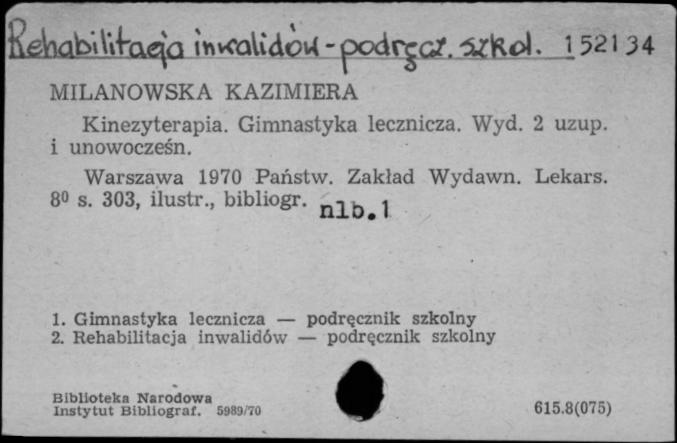 Rehabilitacja inwalidów - podręcz. szkol. 152134
MILANOWSKA KAZIMIERA
Kinezyterapia. Gimnastyka lecznicza. Wyd. 2 uzup.
i unowocześn.
Warszawa 1970 Państw. Zakład Wydawn. Lekars.
8⁰ s. 303, ilustr., bibliogr. nlb.1
1. Gimnastyka lecznicza — podręcznik szkolny
2. Rehabilitacja inwalidów — podręcznik szkolny
Biblioteka Narodowa
Instytut Bibliograf. 5989/70 615.8(075)